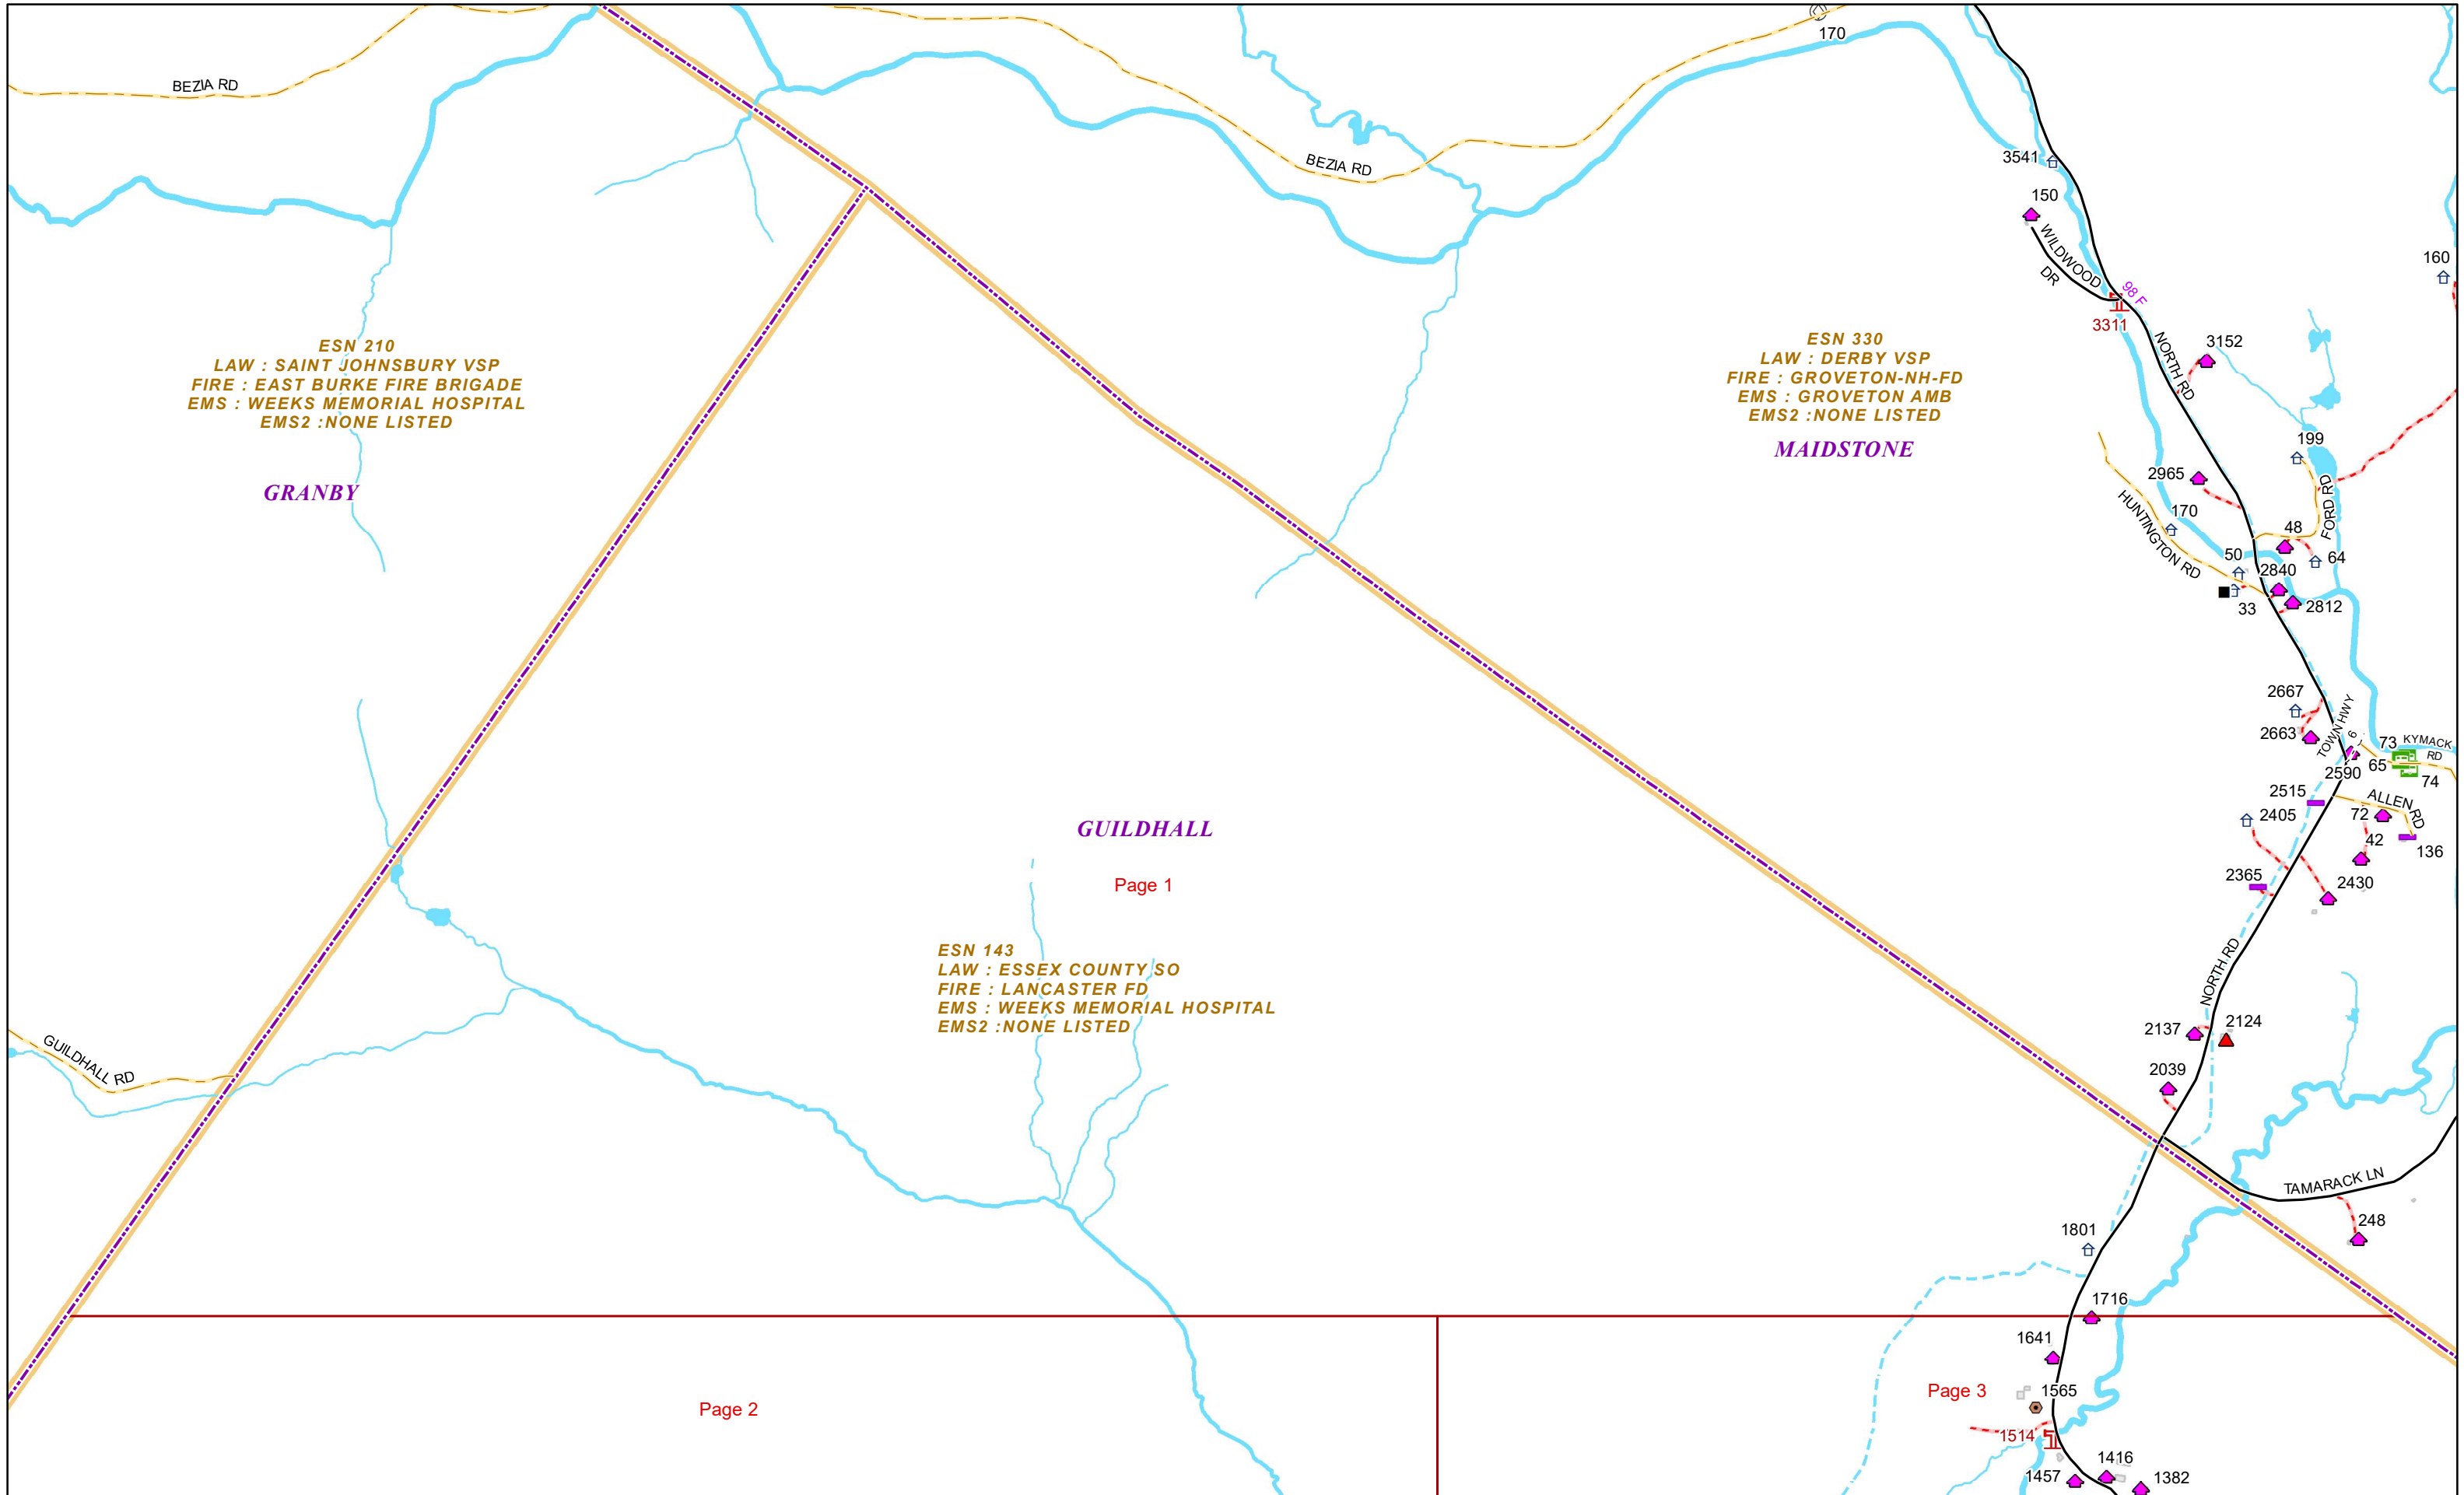 170
BEZIA RD
BEZIA RD
3541
150
WILDWOOD
DR
98 F
3311
160
NORTH RD
3152
ESN 210
LAW : SAINT JOHNSBURY VSP
FIRE : EAST BURKE FIRE BRIGADE
EMS : WEEKS MEMORIAL HOSPITAL
EMS2 :NONE LISTED
GRANBY
ESN 330
LAW : DERBY VSP
FIRE : GROVETON-NH-FD
EMS : GROVETON AMB
EMS2 :NONE LISTED
MAIDSTONE
199
2965
FORD RD
HUNTINGTON RD
170
48
50
64
2840
33
2812
2667
2663
TOWN HWY
6
73
KYMACK
RD
65
2590
74
2515
ALLEN RD
2405
72
42
136
2365
2430
GUILDHALL
Page 1
ESN 143
LAW : ESSEX COUNTY SO
FIRE : LANCASTER FD
EMS : WEEKS MEMORIAL HOSPITAL
EMS2 :NONE LISTED
NORTH RD
2137
2124
2039
GUILDHALL RD
TAMARACK LN
248
1801
1716
1641
Page 2
Page 3
1565
1514
1457
1416
1382